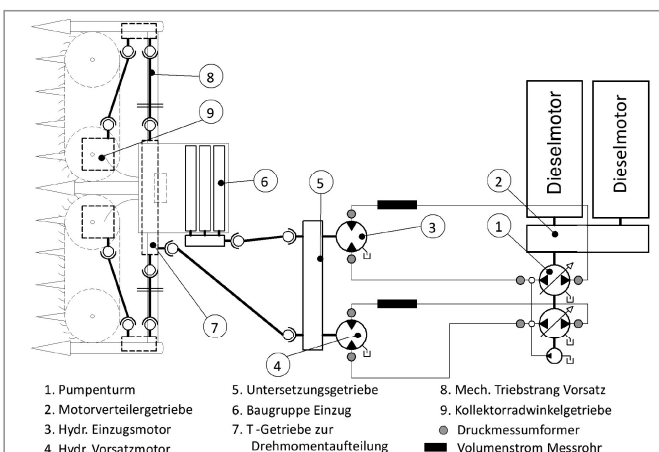 8
9
6
5
3
2
1
7
4
Dieselmotor
Dieselmotor
1. Pumpenturm
2. Motorverteilergetriebe
3. Hydr. Einzugsmotor
4. Hydr. Vorsatzmotor
5. Untersetzungsgetriebe
6. Baugruppe Einzug
7. T-Getriebe zur
Drehmomentaufteilung
8. Mech. Triebstrang Vorsatz
9. Kollektorradwinkelgetriebe
Druckmessumformer
Volumenstrom Messrohr